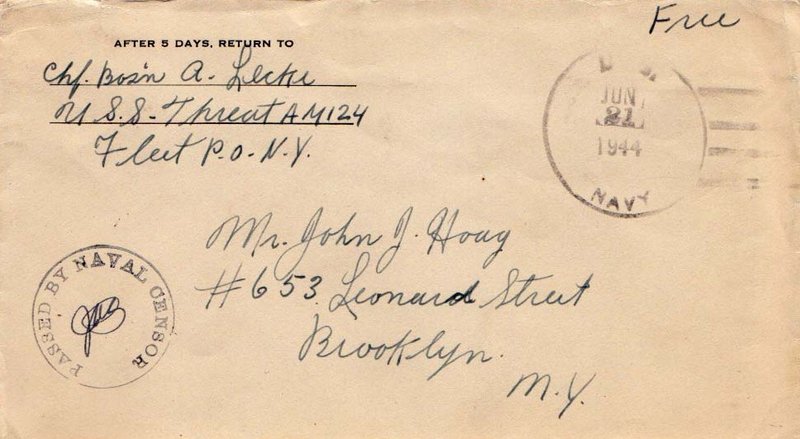 Free
AFTER 5 DAYS, RETURN TO
Chf. Bos'n A. Lecke
U.S.S. Threat AM124
Fleet P.O. N.Y.
U.S.
JUN
21
1944
NAVY
Mr. John J. Hoag
#653 Leonard Street
Brooklyn.
N.Y.
PASSED BY NAVAL CENSOR